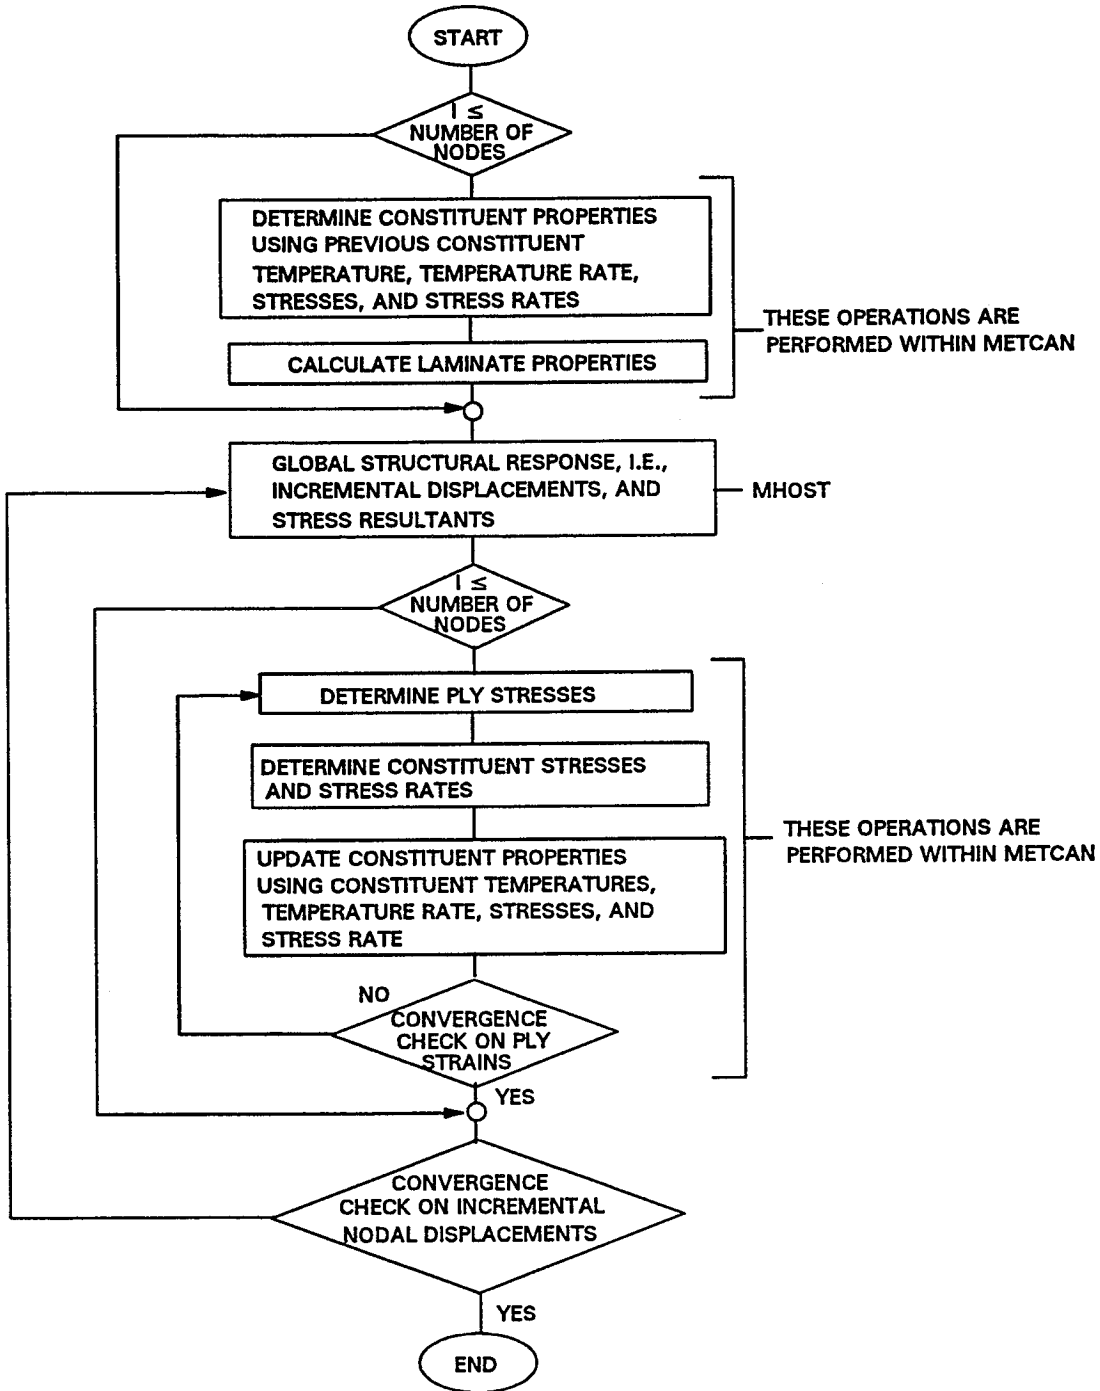 START
I ≤
NUMBER OF
NODES
DETERMINE CONSTITUENT PROPERTIES
USING PREVIOUS CONSTITUENT
TEMPERATURE, TEMPERATURE RATE,
STRESSES, AND STRESS RATES
THESE OPERATIONS ARE
PERFORMED WITHIN METCAN
CALCULATE LAMINATE PROPERTIES
GLOBAL STRUCTURAL RESPONSE, I.E.,
INCREMENTAL DISPLACEMENTS, AND
STRESS RESULTANTS
MHOST
I ≤
NUMBER OF
NODES
DETERMINE PLY STRESSES
DETERMINE CONSTITUENT STRESSES
AND STRESS RATES
THESE OPERATIONS ARE
PERFORMED WITHIN METCAN
UPDATE CONSTITUENT PROPERTIES
USING CONSTITUENT TEMPERATURES,
TEMPERATURE RATE, STRESSES, AND
STRESS RATE
NO
CONVERGENCE
CHECK ON PLY
STRAINS
YES
CONVERGENCE
CHECK ON INCREMENTAL
NODAL DISPLACEMENTS
YES
END